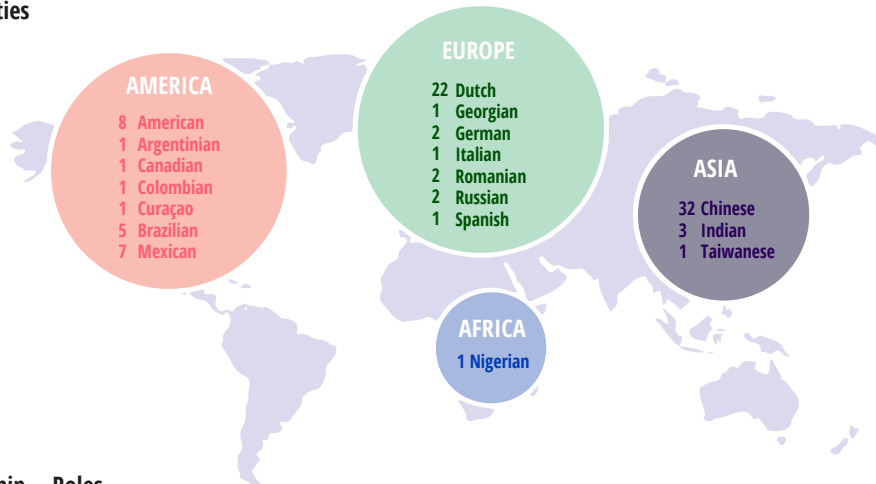 ties
AMERICA
8 American
1 Argentinian
1 Canadian
1 Colombian
1 Curaçao
5 Brazilian
7 Mexican
EUROPE
22 Dutch
1 Georgian
2 German
1 Italian
2 Romanian
2 Russian
1 Spanish
ASIA
32 Chinese
3 Indian
1 Taiwanese
AFRICA
1 Nigerian